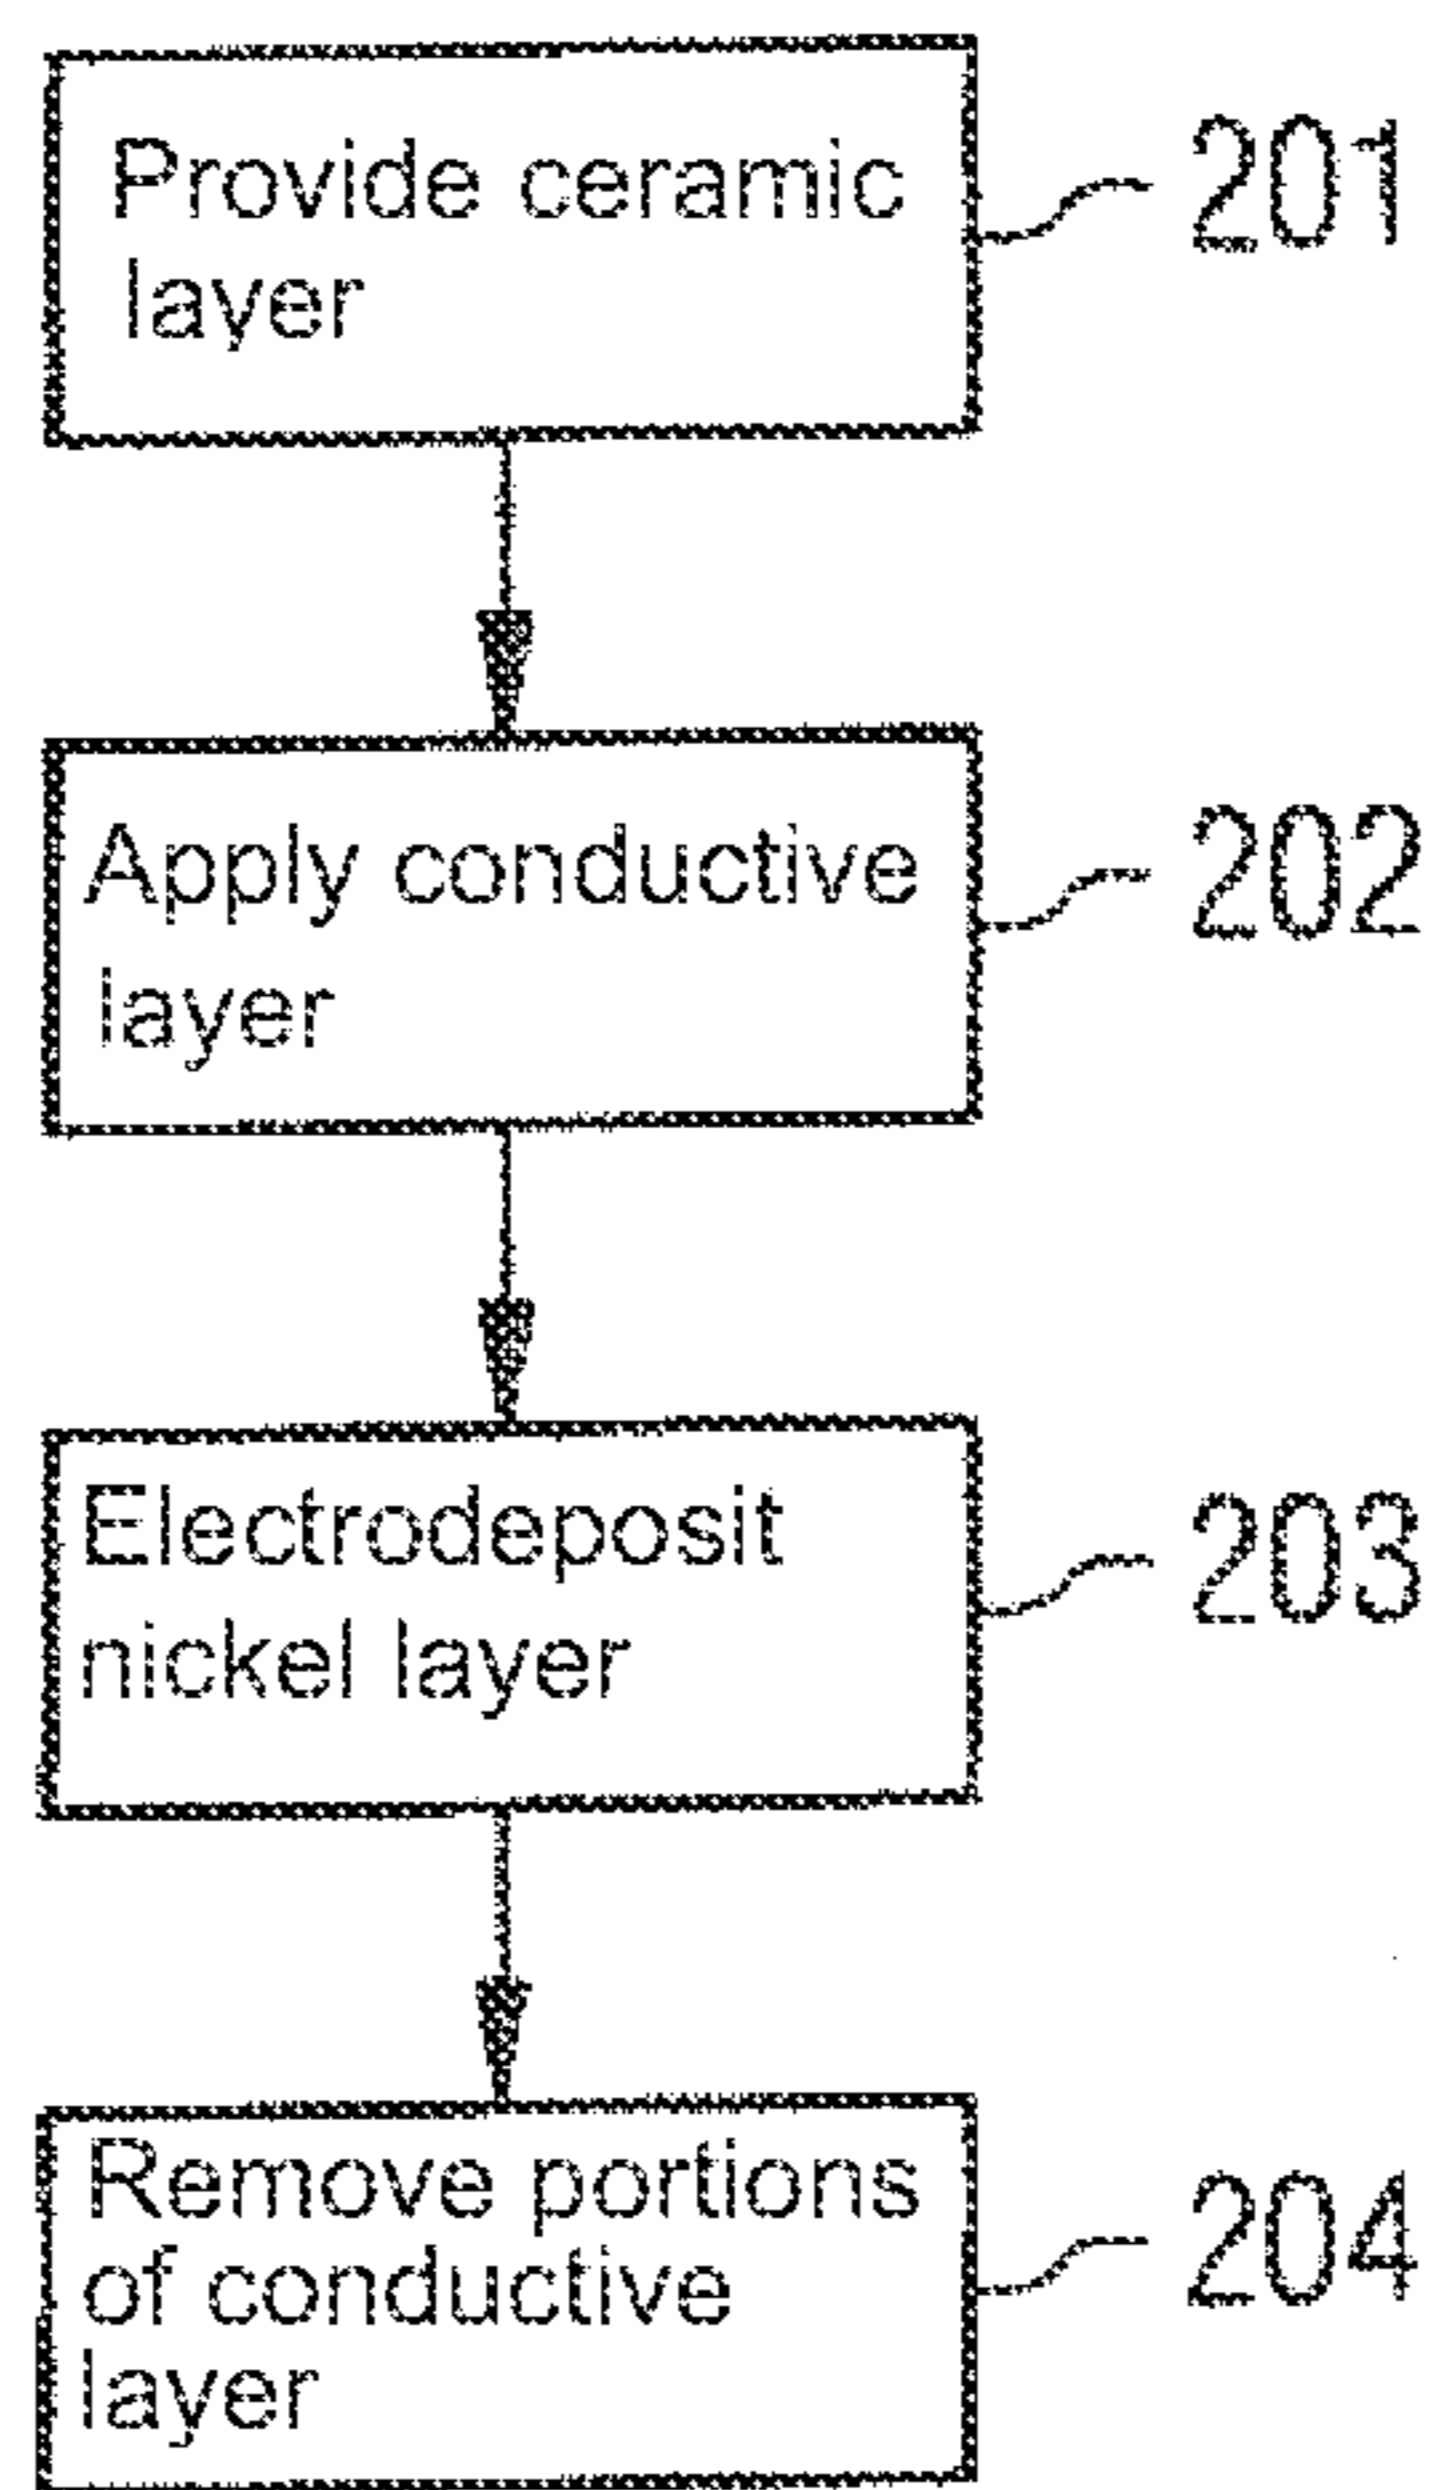 Provide ceramic
layer
201
Apply conductive
layer
202
Electrodeposit
nickel layer
203
Remove portions
of conductive
layer
204